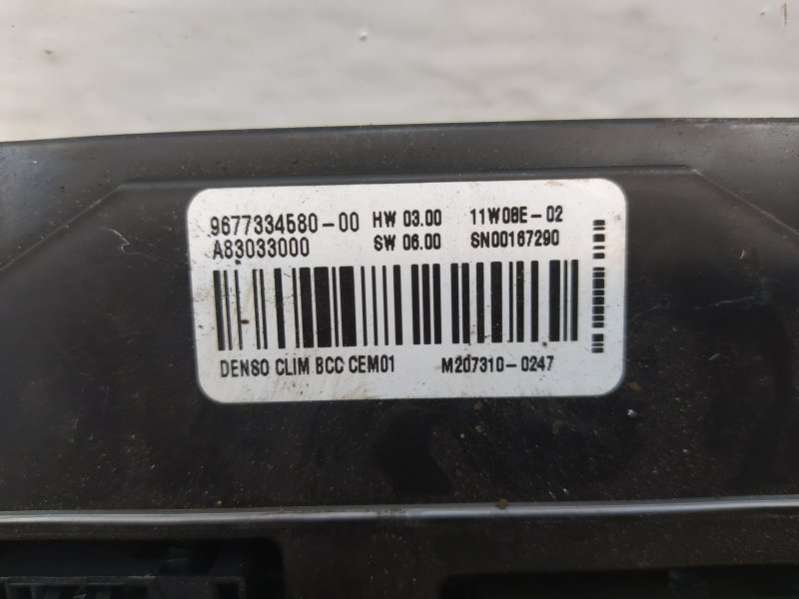 9677334580-00 HW 03.00 11W08E-02
A83033000 SW 06.00 SN00167290
DENSO CLIM BCC CEM01 M207310-0247